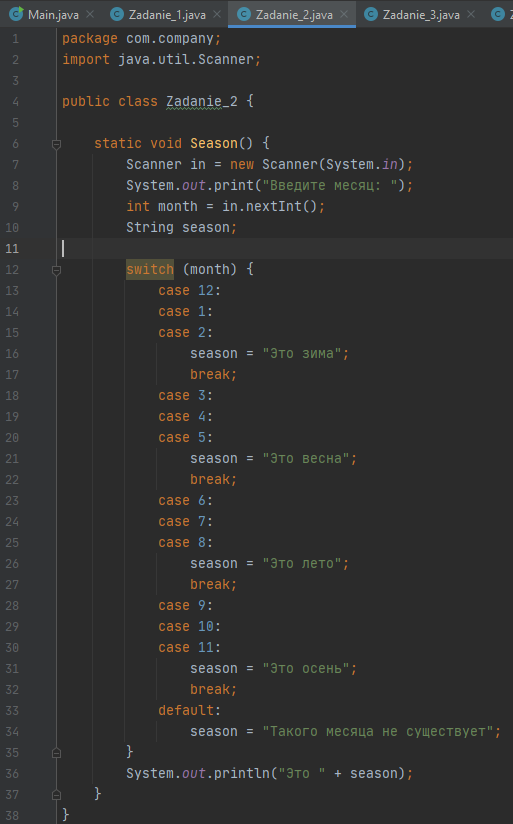 Main.java Zadanie_1.java Zadanie_2.java Zadanie_3.java
1 package com.company;
2 import java.util.Scanner;
3
4 public class Zadanie_2 {
5
6 static void Season() {
7 Scanner in = new Scanner(System.in);
8 System.out.print("Введите месяц: ");
9 int month = in.nextInt();
10 String season;
11
12 switch (month) {
13 case 12:
14 case 1:
15 case 2:
16 season = "Это зима";
17 break;
18 case 3:
19 case 4:
20 case 5:
21 season = "Это весна";
22 break;
23 case 6:
24 case 7:
25 case 8:
26 season = "Это лето";
27 break;
28 case 9:
29 case 10:
30 case 11:
31 season = "Это осень";
32 break;
33 default:
34 season = "Такого месяца не существует";
35 }
36 System.out.println("Это " + season);
37 }
38 }